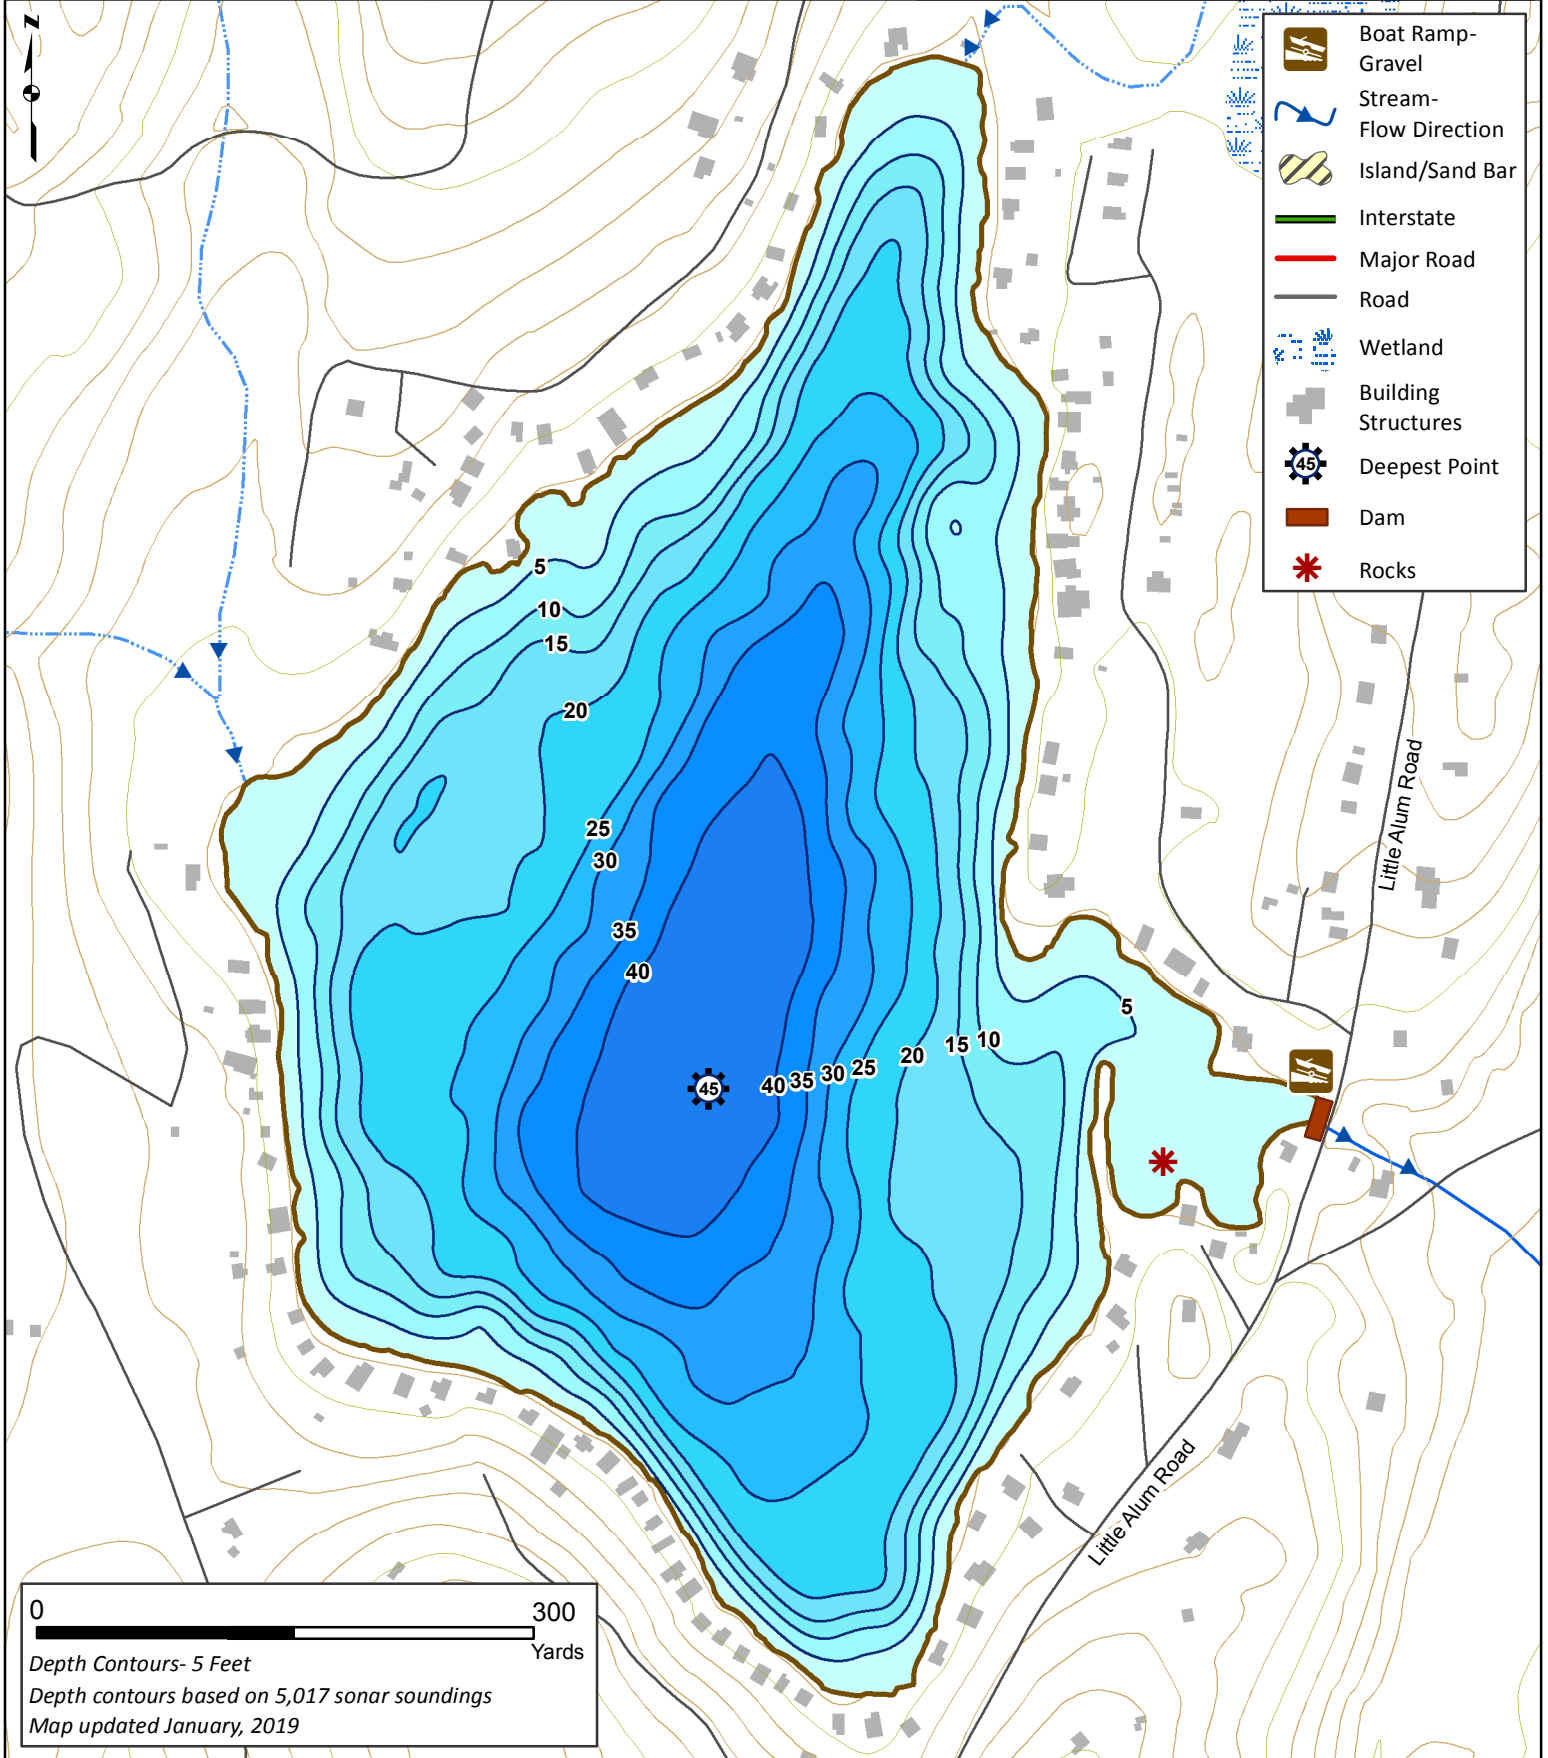 N
Boat Ramp-
Gravel
Stream-
Flow Direction
Island/Sand Bar
Interstate
Major Road
Road
Wetland
Building
Structures
45
Deepest Point
Dam
Rocks
5
10
15
20
25
30
35
40
5
45
40 35 30 25 20 15 10
Little Alum Road
Little Alum Road
0 300
Yards
Depth Contours- 5 Feet
Depth contours based on 5,017 sonar soundings
Map updated January, 2019